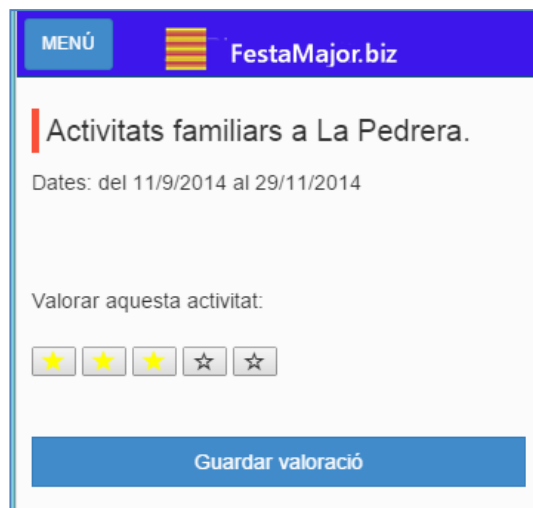 MENÚ
FestaMajor.biz
Activitats familiars a La Pedrera.
Dates: del 11/9/2014 al 29/11/2014
Valorar aquesta activitat:
Guardar valoració